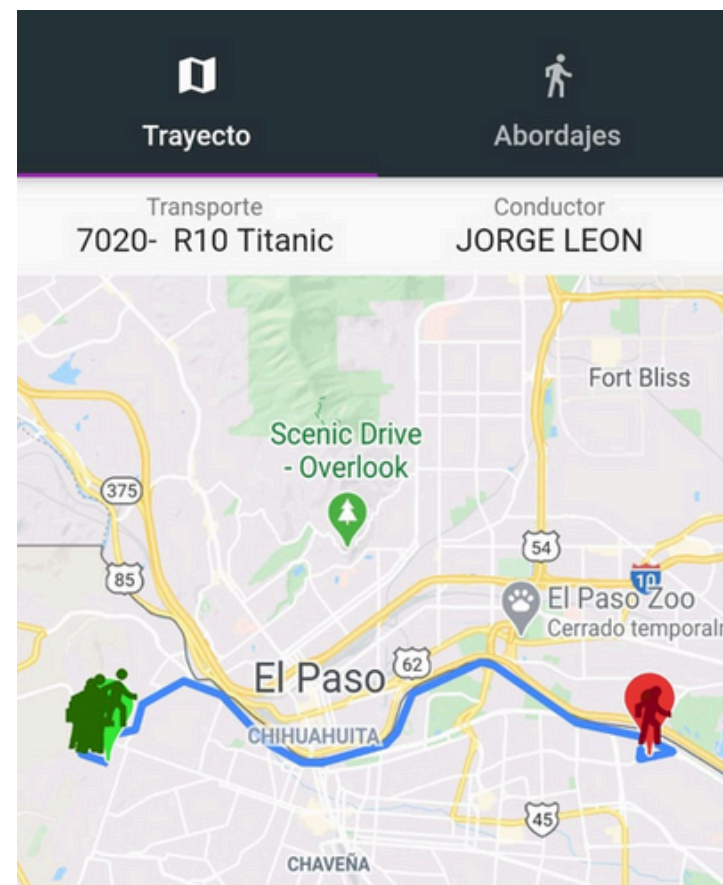 Trayecto
Abordajes
Transporte
Conductor
7020- R10 Titanic
JORGE LEON
Fort Bliss
Scenic Drive
- Overlook
375
54
85
10
El Paso Zoo
Cerrado temporalr
El Paso
62
CHIHUAHUITA
45
CHAVEÑA